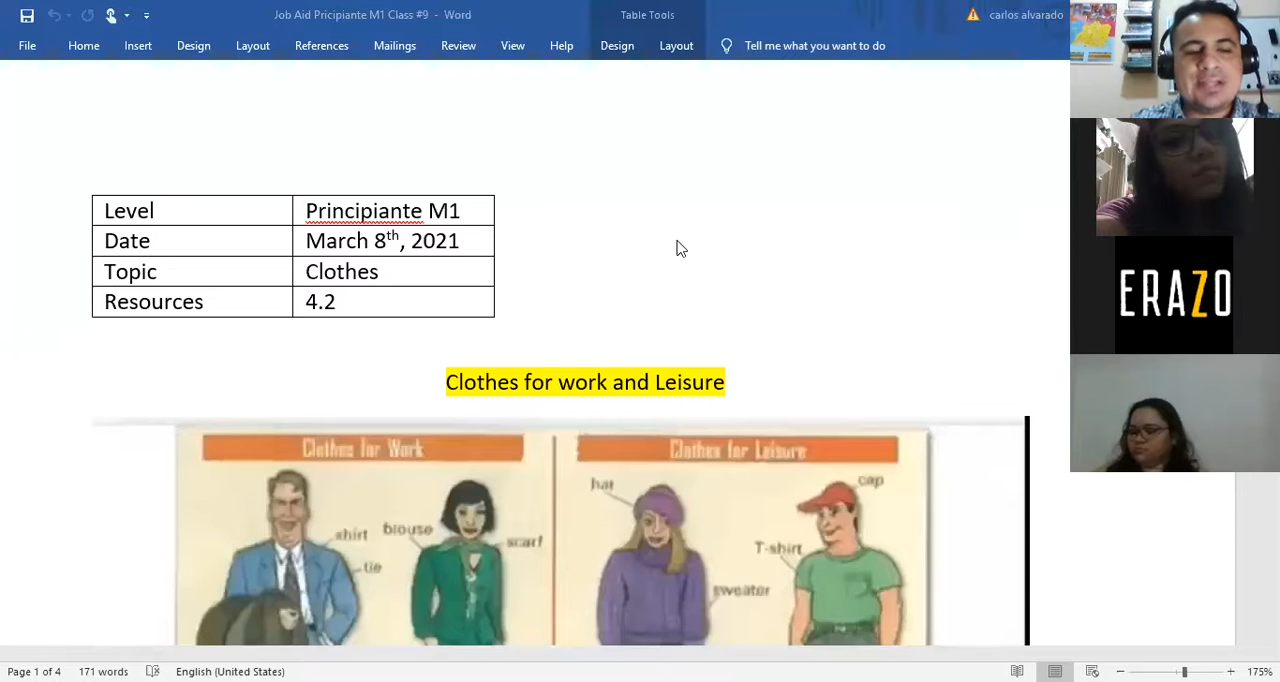 Job Aid Pricipiante M1 Class #9 - Word
Table Tools
carlos alvarado
File Home Insert Design Layout References Mailings Review View Help Design Layout Tell me what you want to do
Level Principiante M1
Date March 8th, 2021
Topic Clothes
Resources 4.2
ERAZO
Clothes for work and Leisure
Clothes for Work Clothes for Leisure
hat cap
shirt blouse scarf T-shirt
tie sweater
Page 1 of 4 171 words English (United States) 175%